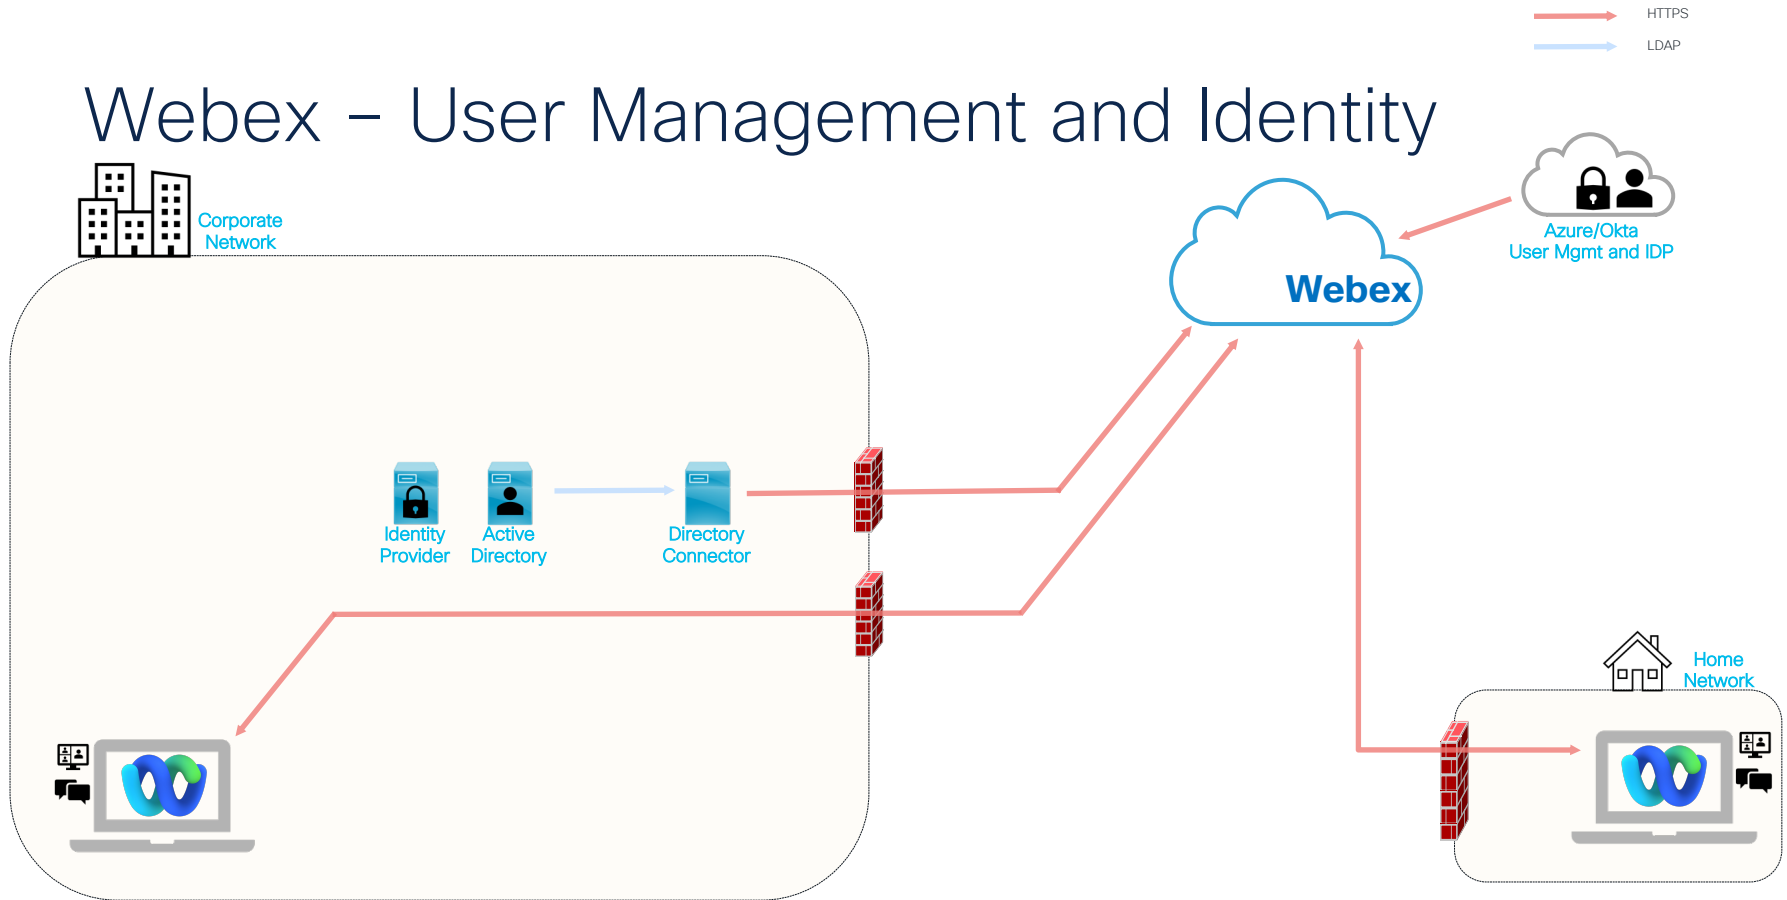 HTTPS
LDAP
Webex – User Management and Identity
Corporate
Network
Azure/Okta
User Mgmt and IDP
Webex
Identity
Provider
Active
Directory
Directory
Connector
Home
Network